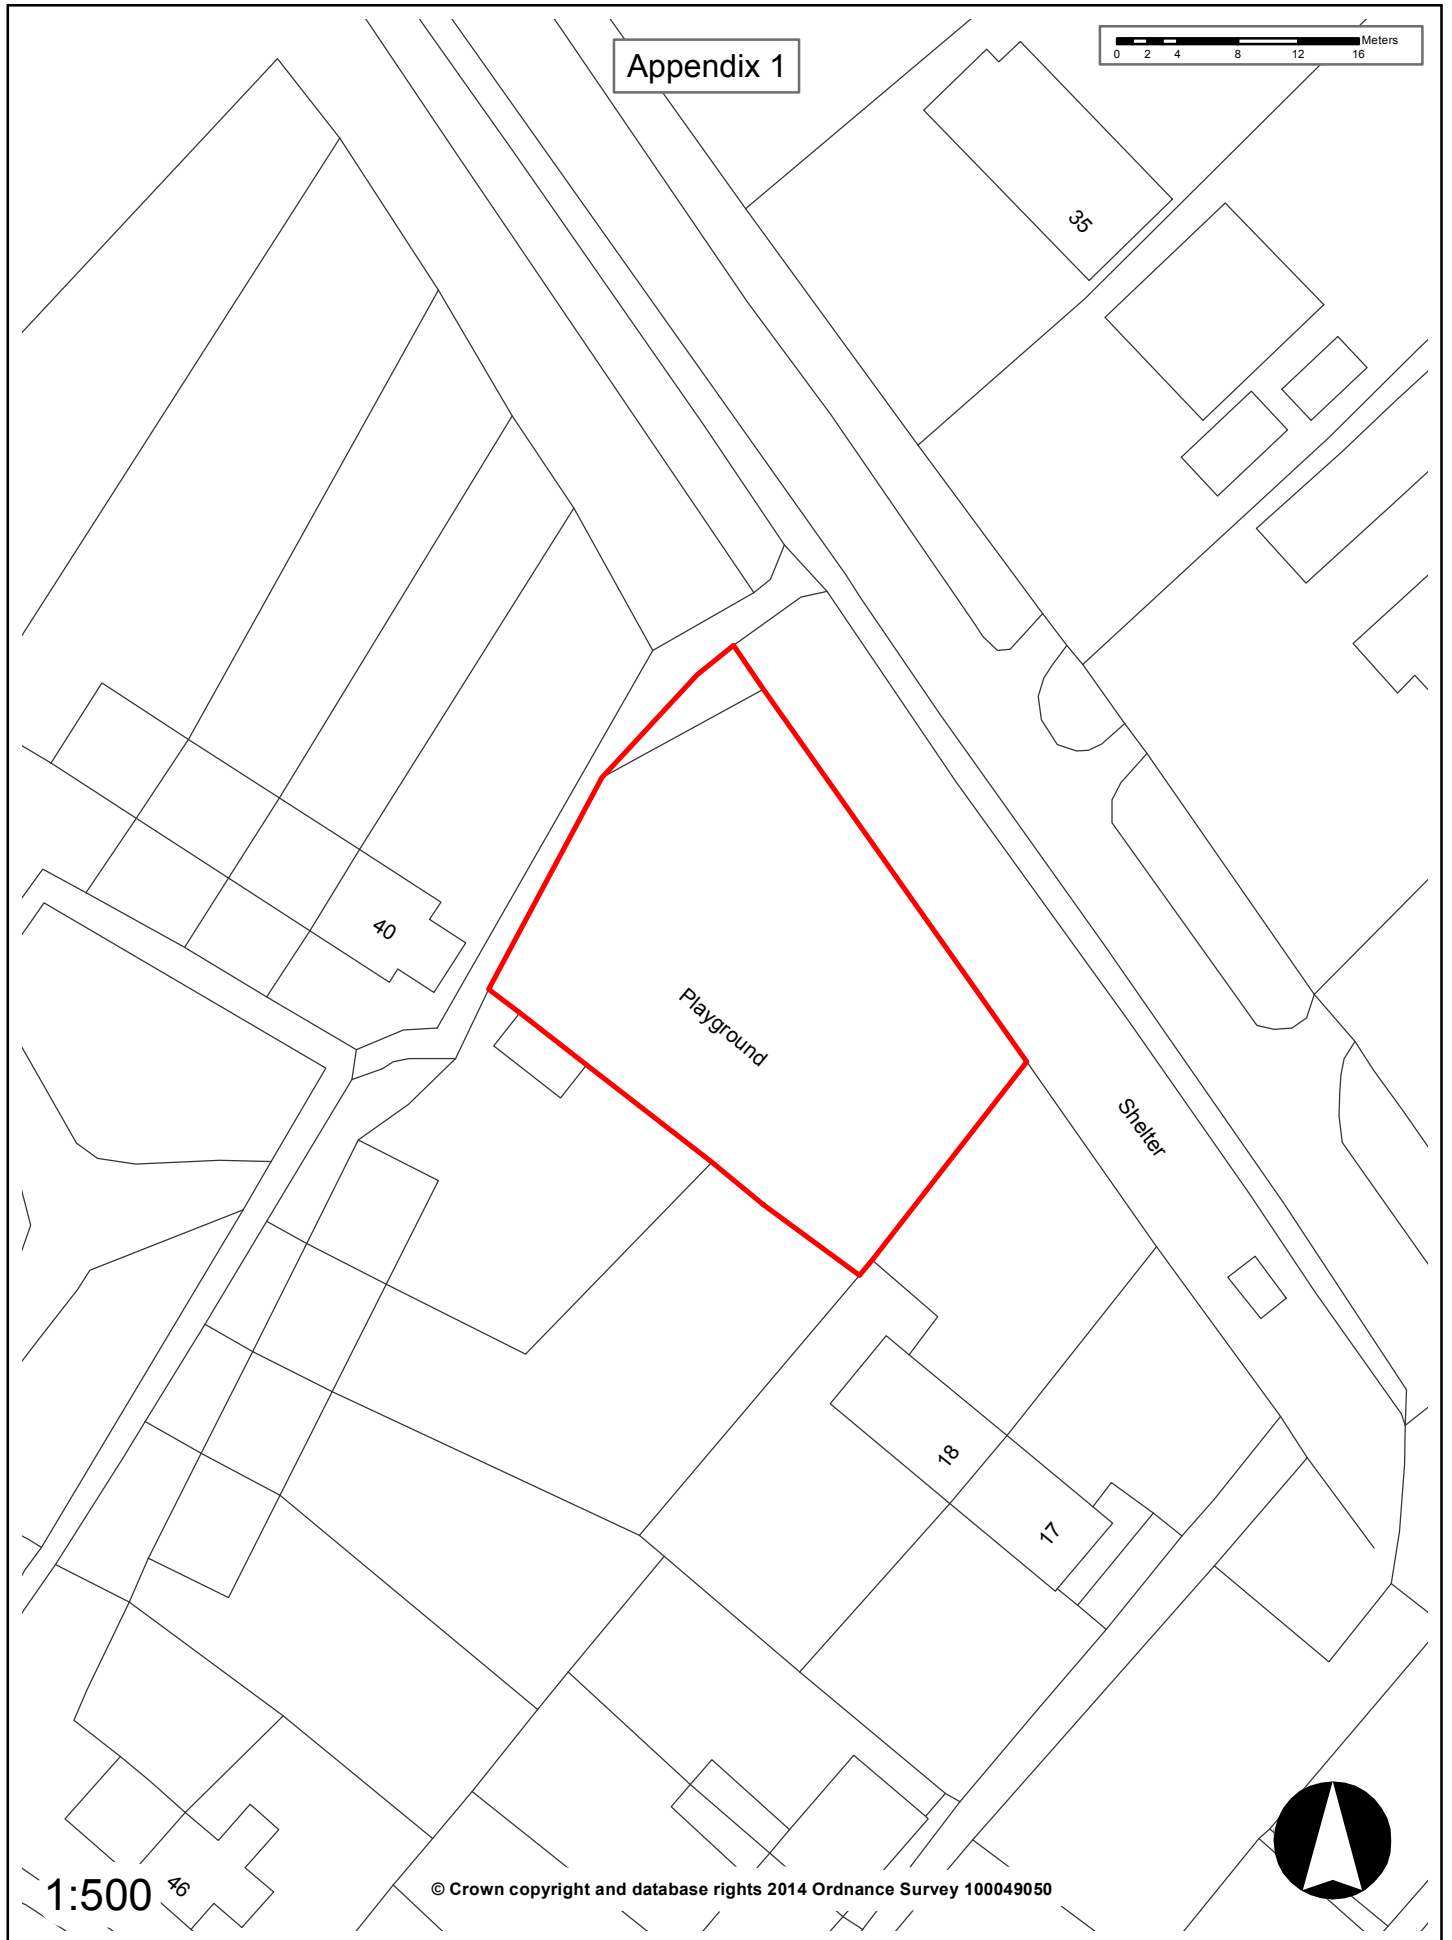 Appendix 1
Meters
0 2 4 8 12 16
35
40
Playground
Shelter
18
17
46
1:500
© Crown copyright and database rights 2014 Ordnance Survey 100049050